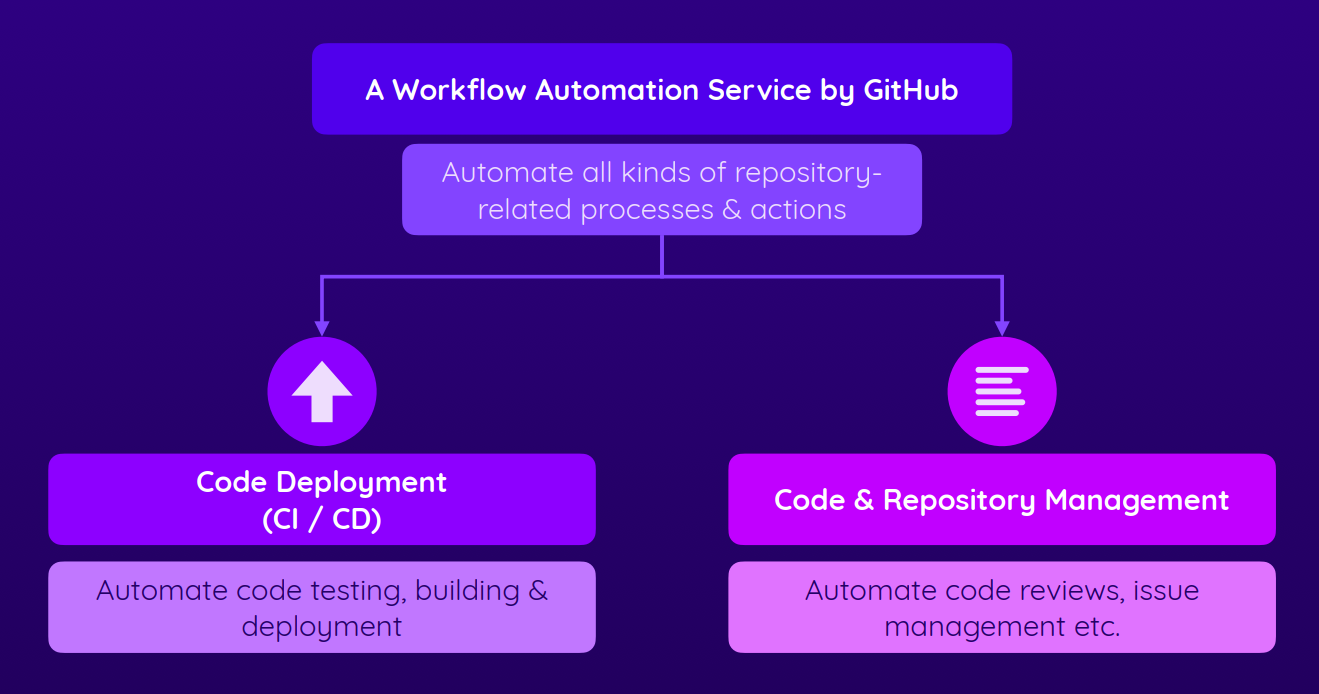 A Workflow Automation Service by GitHub
Automate all kinds of repository-
related processes & actions
Code Deployment
(CI / CD)
Automate code testing, building &
deployment
Code & Repository Management
Automate code reviews, issue
management etc.